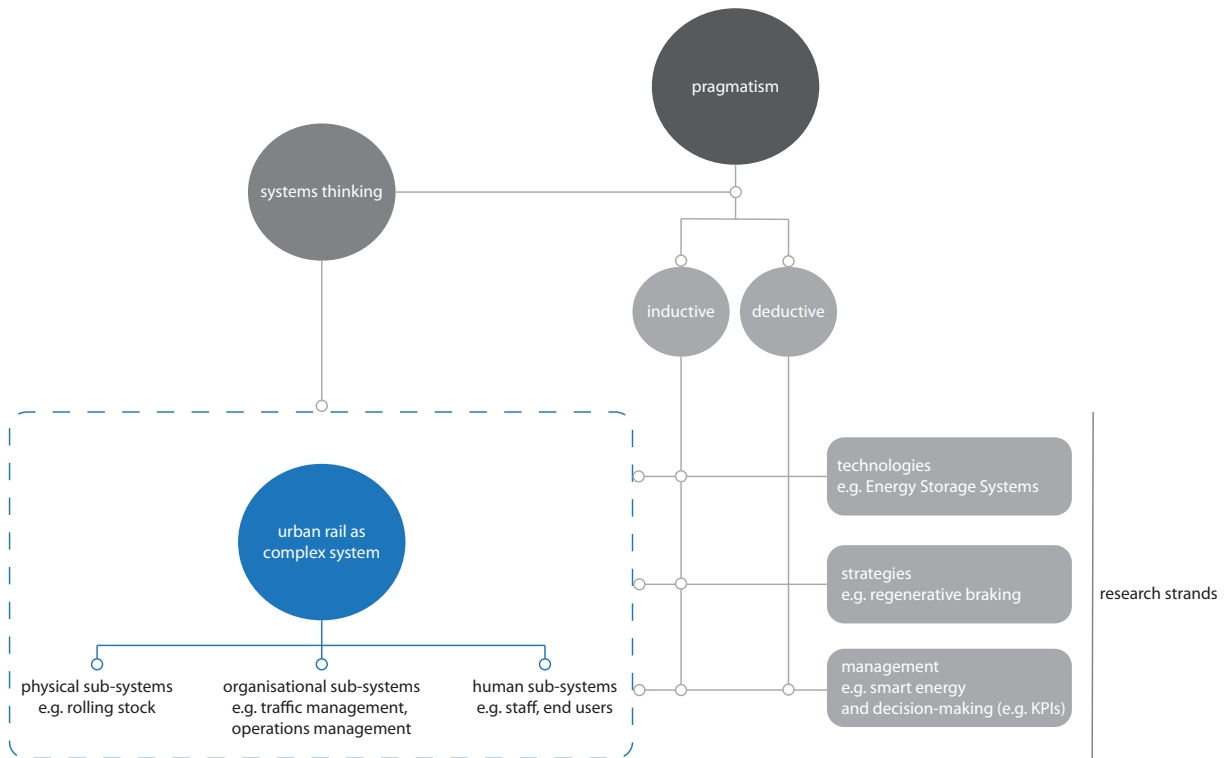 pragmatism
systems thinking
inductive
deductive
technologies
e.g. Energy Storage Systems
urban rail as
complex system
strategies
e.g. regenerative braking
research strands
management
e.g. smart energy
and decision-making (e.g. KPIs)
physical sub-systems
e.g. rolling stock
organisational sub-systems
e.g. traffic management,
operations management
human sub-systems
e.g. staff, end users